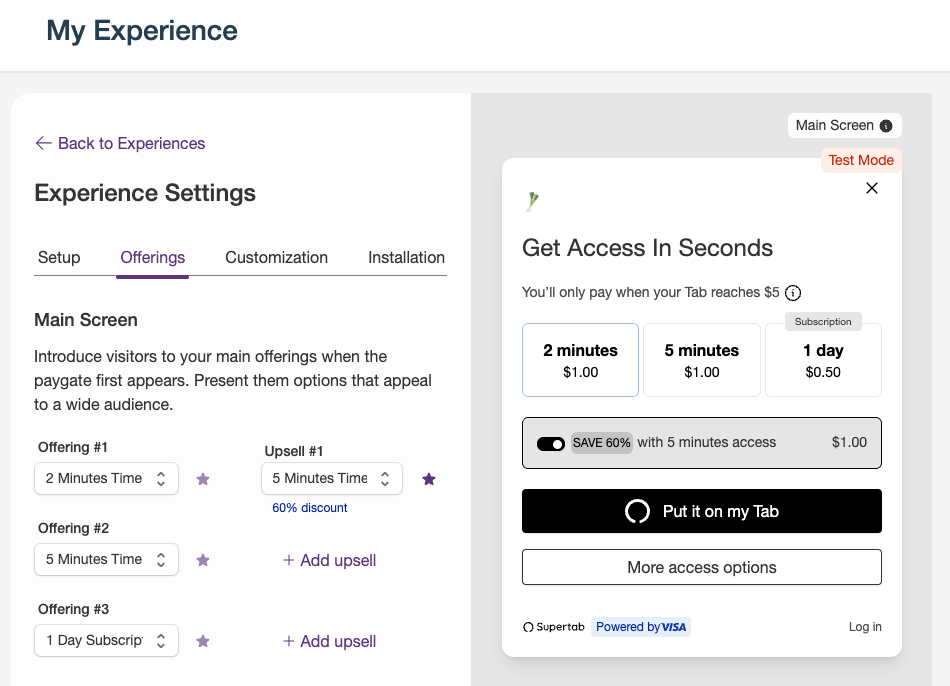 My Experience
Back to Experiences
Experience Settings
Setup
Offerings
Customization
Installation
Main Screen
Introduce visitors to your main offerings when the
paygate first appears. Present them options that appeal
to a wide audience.
Offering #1
2 Minutes Time
Upsell #1
5 Minutes Time
60% discount
Offering #2
5 Minutes Time
+ Add upsell
Offering #3
1 Day Subscrip
+ Add upsell
Main Screen
Test Mode
Get Access In Seconds
You'll only pay when your Tab reaches $5
2 minutes
$1.00
5 minutes
$1.00
Subscription
1 day
$0.50
SAVE 60% with 5 minutes access $1.00
Put it on my Tab
More access options
Supertab
Powered by VISA
Log in